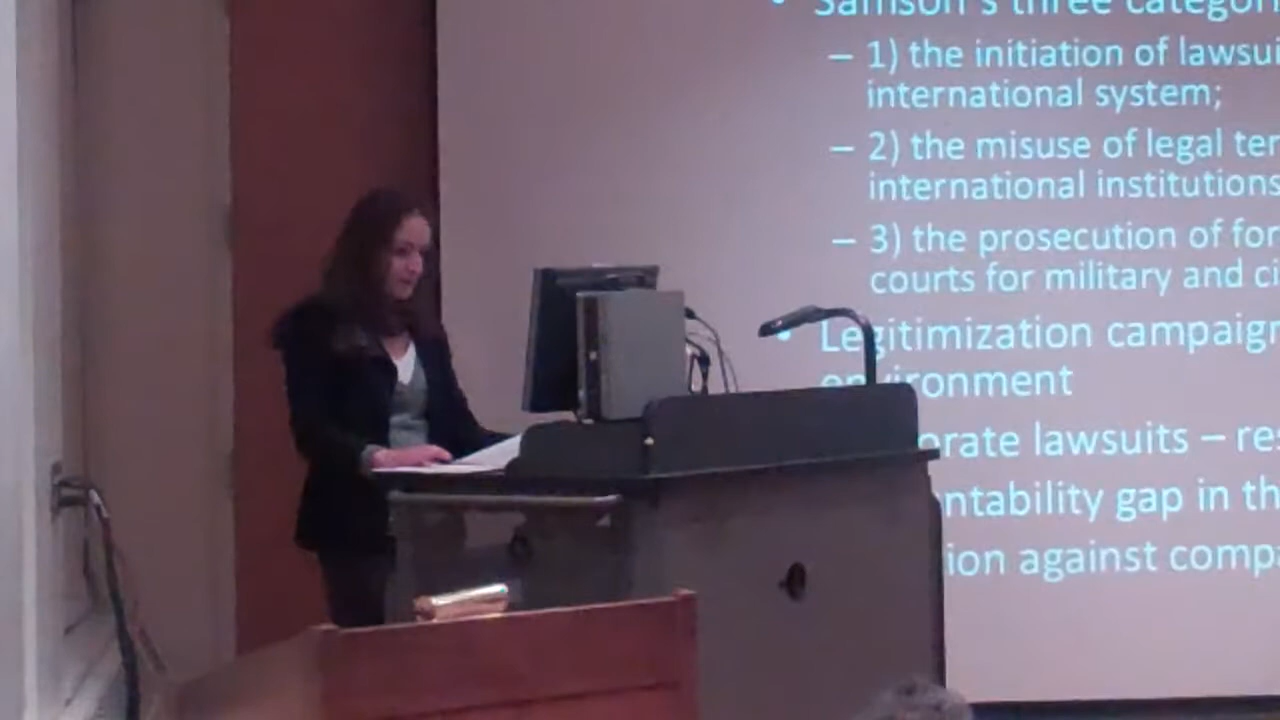 • Samson's three categori
– 1) the initiation of lawsui
international system;
– 2) the misuse of legal ter
international institutions
– 3) the prosecution of for
courts for military and ci
• Legitimization campaign
environment
orate lawsuits – re
ntability gap in th
ion against compa